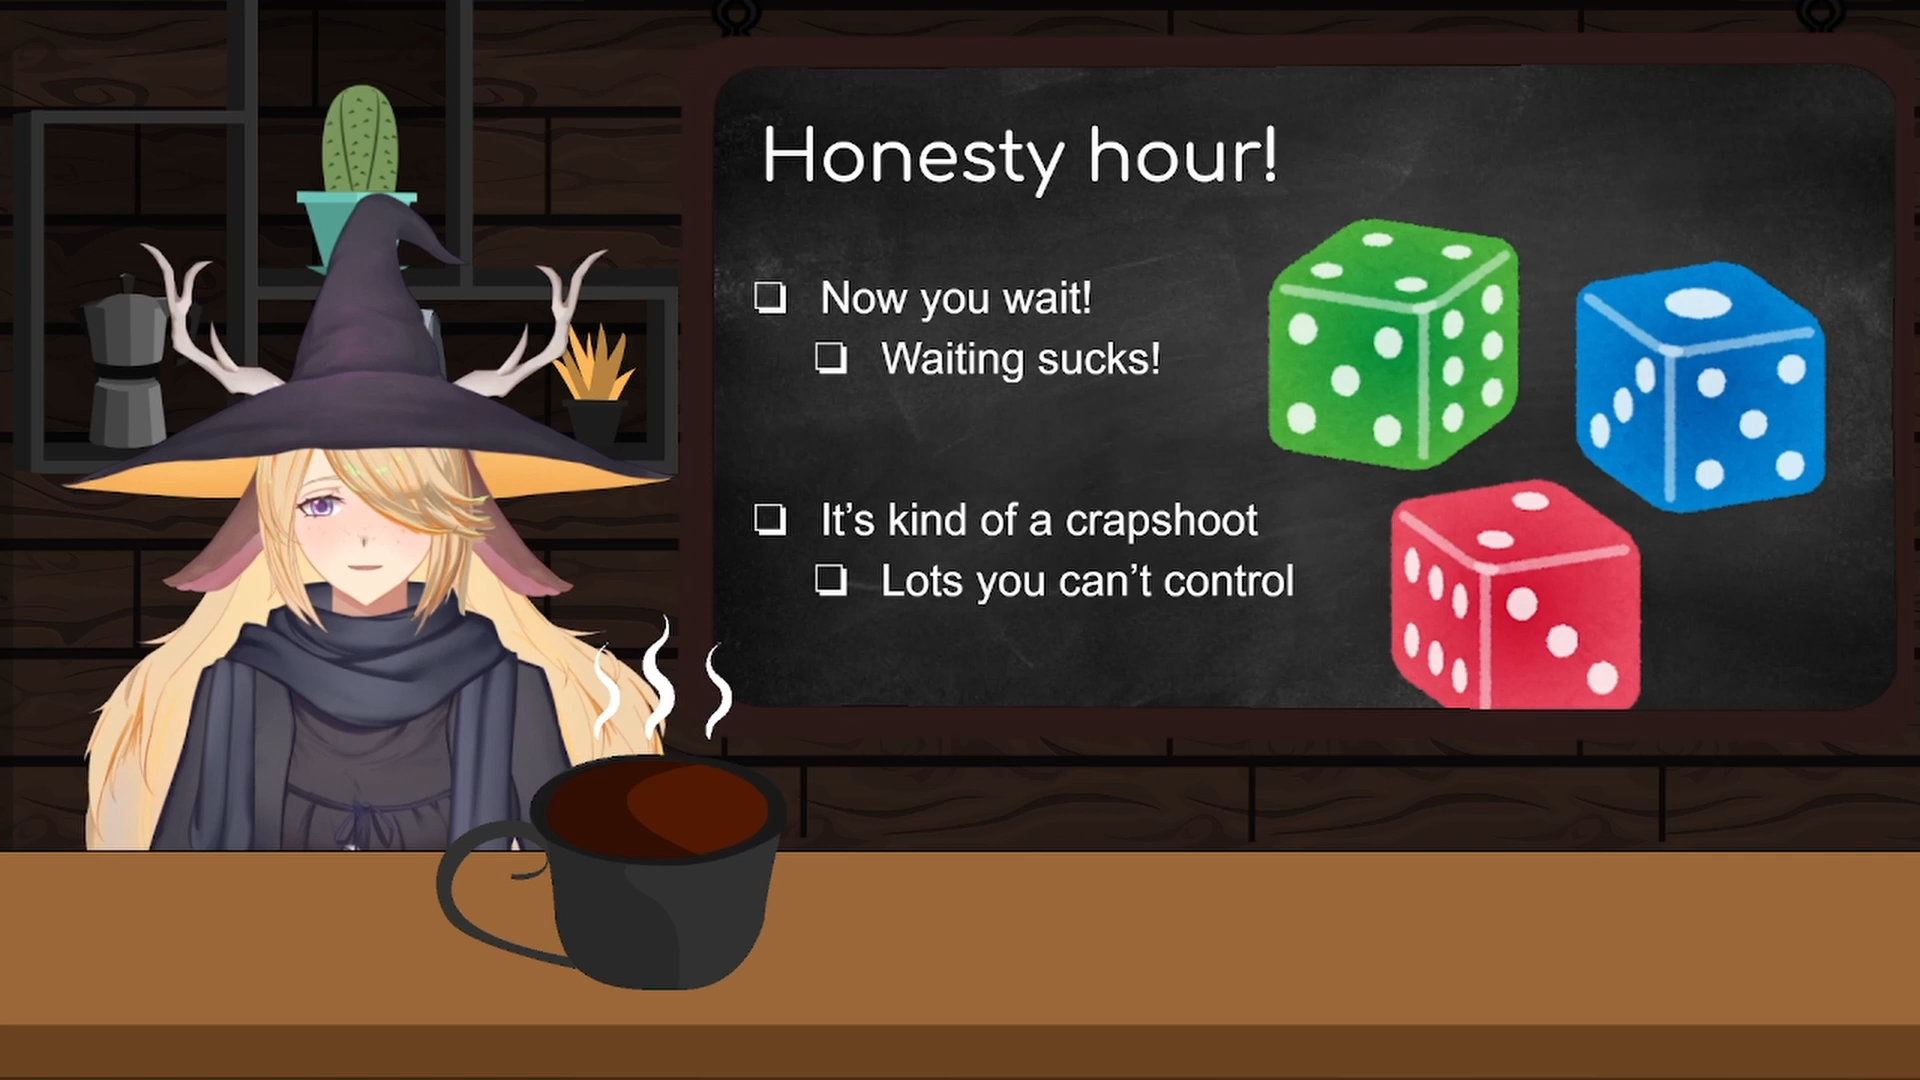 Honesty hour!
Now you wait!
Waiting sucks!
It's kind of a crapshoot
Lots you can't control